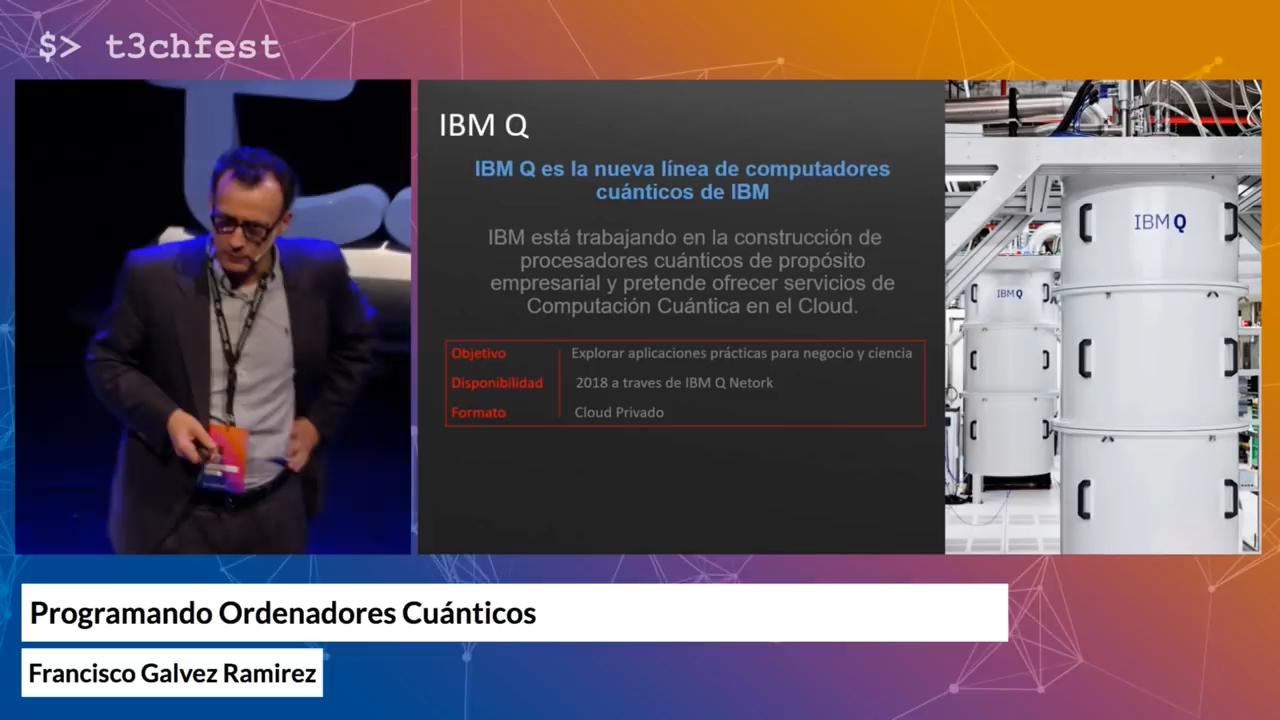 $> t3chfest
IBM Q
IBM Q es la nueva línea de computadores
cuánticos de IBM
IBM está trabajando en la construcción de
procesadores cuánticos de propósito
empresarial y pretende ofrecer servicios de
Computación Cuántica en el Cloud.
Objetivo Explorar aplicaciones prácticas para negocio y ciencia
Disponibilidad 2018 a traves de IBM Q Netork
Formato Cloud Privado
IBM Q
IBM Q
Programando Ordenadores Cuánticos
Francisco Galvez Ramirez